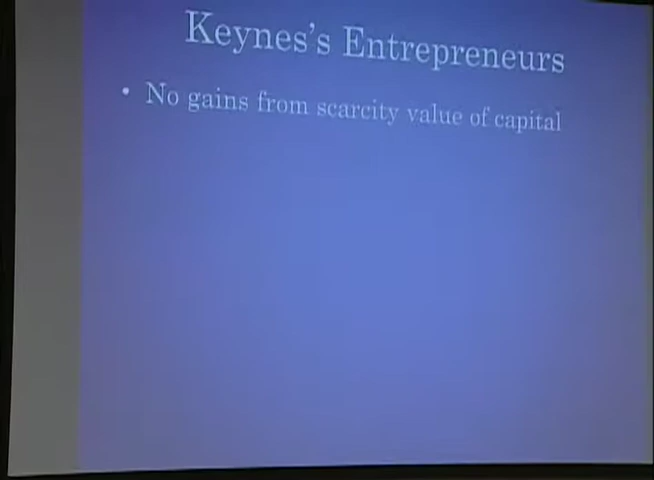 Keynes's Entrepreneurs
• No gains from scarcity value of capital